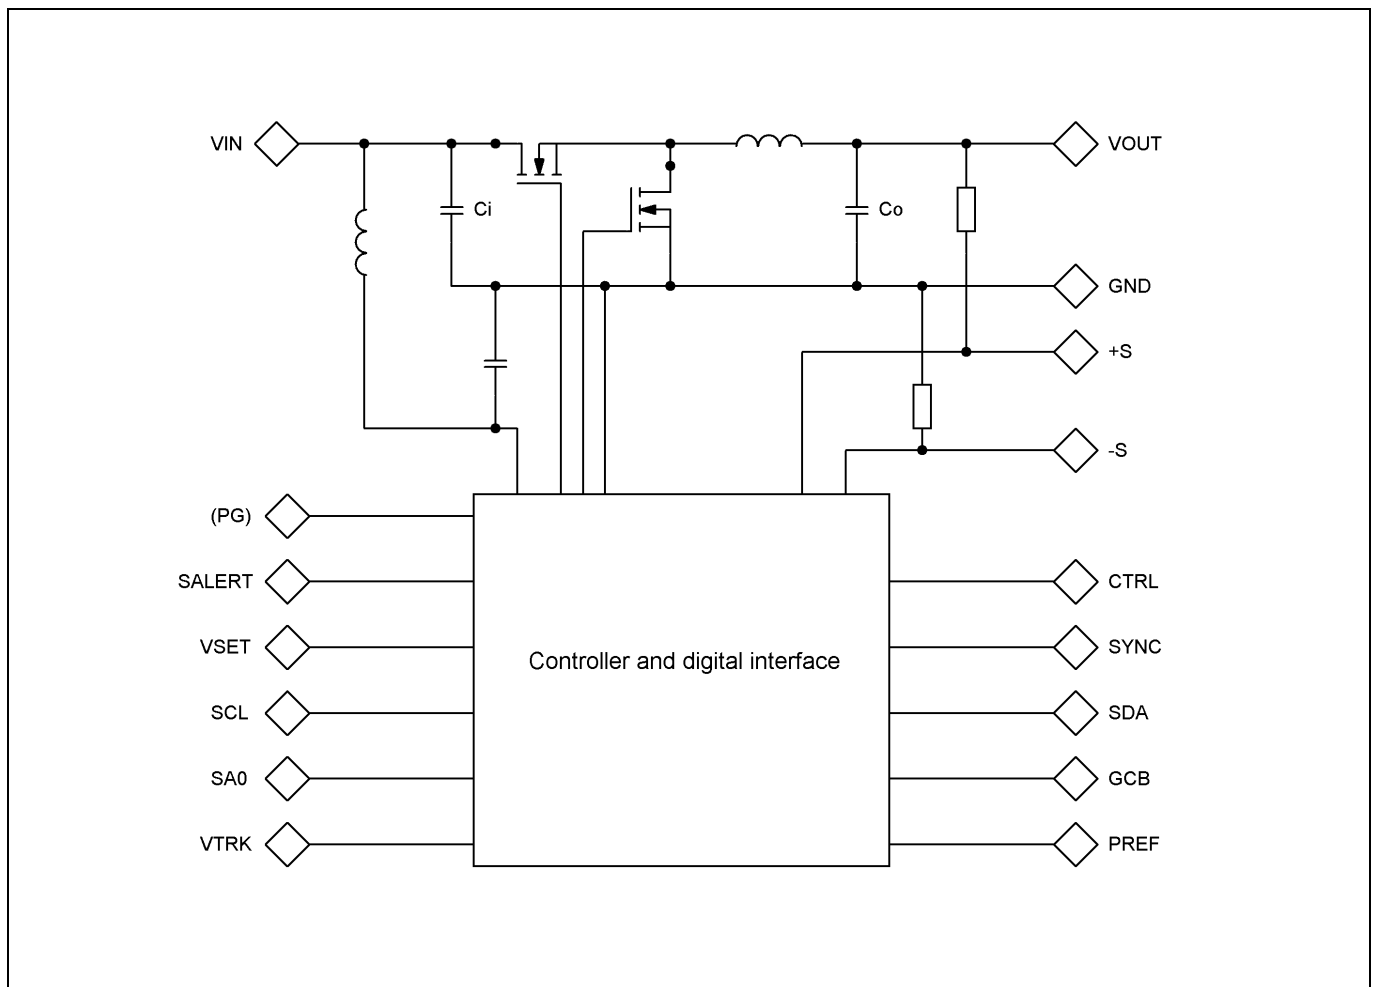 VIN
VOUT
Ci
Co
GND
+S
-S
(PG)
SALERT
CTRL
VSET
SYNC
Controller and digital interface
SCL
SDA
SA0
GCB
VTRK
PREF